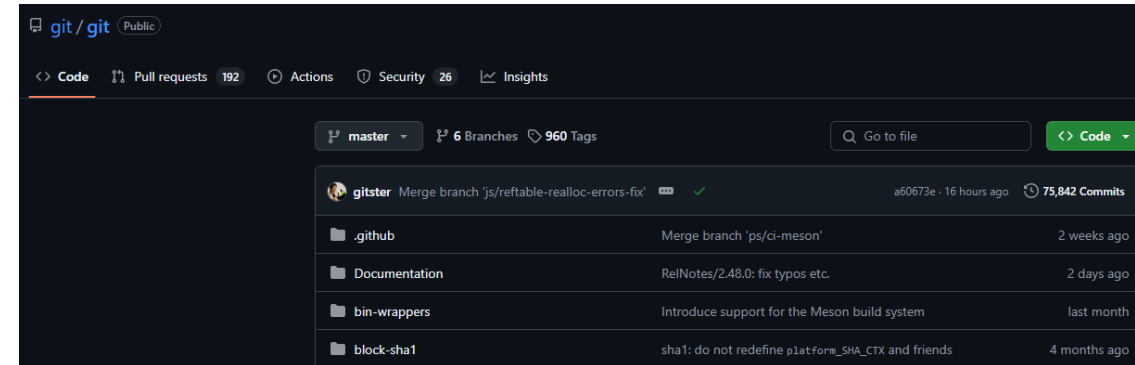 git / git Public
Code Pull requests 192 Actions Security 26 Insights
master 6 Branches 960 Tags Go to file Code
gitster Merge branch 'js/reftable-realloc-errors-fix' a60673e · 16 hours ago 75,842 Commits
.github Merge branch 'ps/ci-meson' 2 weeks ago
Documentation RelNotes/2.48.0: fix typos etc. 2 days ago
bin-wrappers Introduce support for the Meson build system last month
block-sha1 sha1: do not redefine platform_SHA_CTX and friends 4 months ago